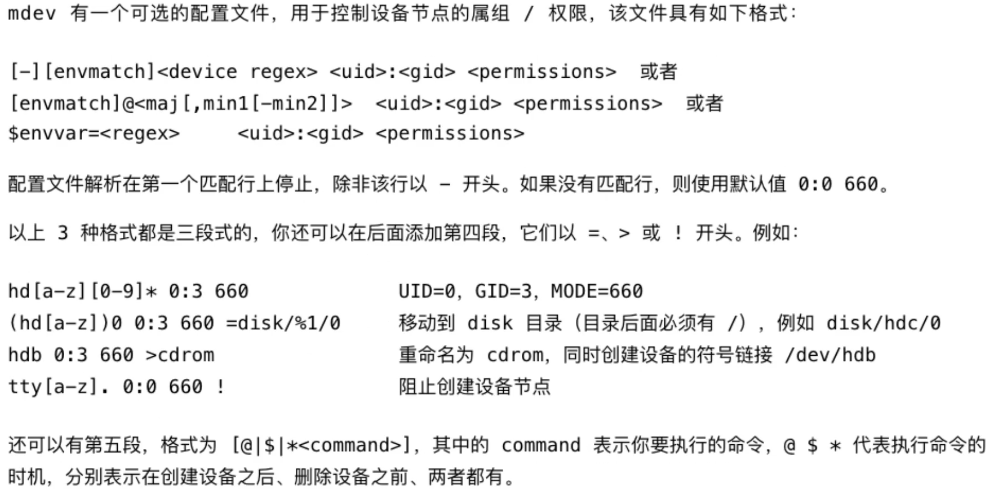 mdev 有一个可选的配置文件，用于控制设备节点的属组 / 权限，该文件具有如下格式：
[-][envmatch]<device regex> <uid>:<gid> <permissions>  或者
[envmatch]@<maj[,min1[-min2]]>  <uid>:<gid> <permissions>  或者
$envvar=<regex>     <uid>:<gid> <permissions>
配置文件解析在第一个匹配行上停止，除非该行以 - 开头。如果没有匹配行，则使用默认值 0:0 660。
以上 3 种格式都是三段式的，你还可以在后面添加第四段，它们以 =、> 或 ! 开头。例如：
hd[a-z][0-9]* 0:3 660              UID=0，GID=3，MODE=660
(hd[a-z])0 0:3 660 =disk/%1/0      移动到 disk 目录（目录后面必须有 /），例如 disk/hdc/0
hdb 0:3 660 >cdrom                 重命名为 cdrom，同时创建设备的符号链接 /dev/hdb
tty[a-z]. 0:0 660 !                阻止创建设备节点
还可以有第五段，格式为 [@|$|*<command>]，其中的 command 表示你要执行的命令，@ $ * 代表执行命令的
时机，分别表示在创建设备之后、删除设备之前、两者都有。